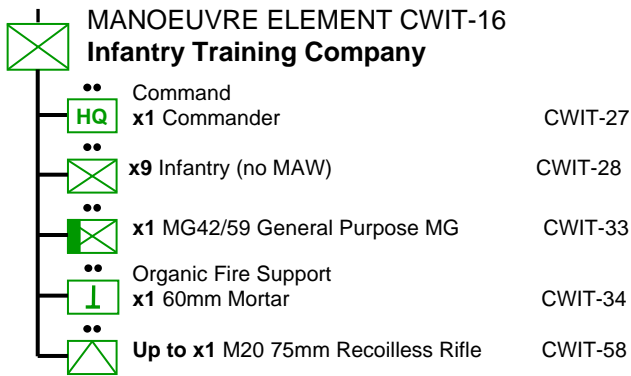 MANOEUVRE ELEMENT CWIT-16
Infantry Training Company
Command
HQ x1 Commander CWIT-27
x9 Infantry (no MAW) CWIT-28
x1 MG42/59 General Purpose MG CWIT-33
Organic Fire Support
x1 60mm Mortar CWIT-34
Up to x1 M20 75mm Recoilless Rifle CWIT-58